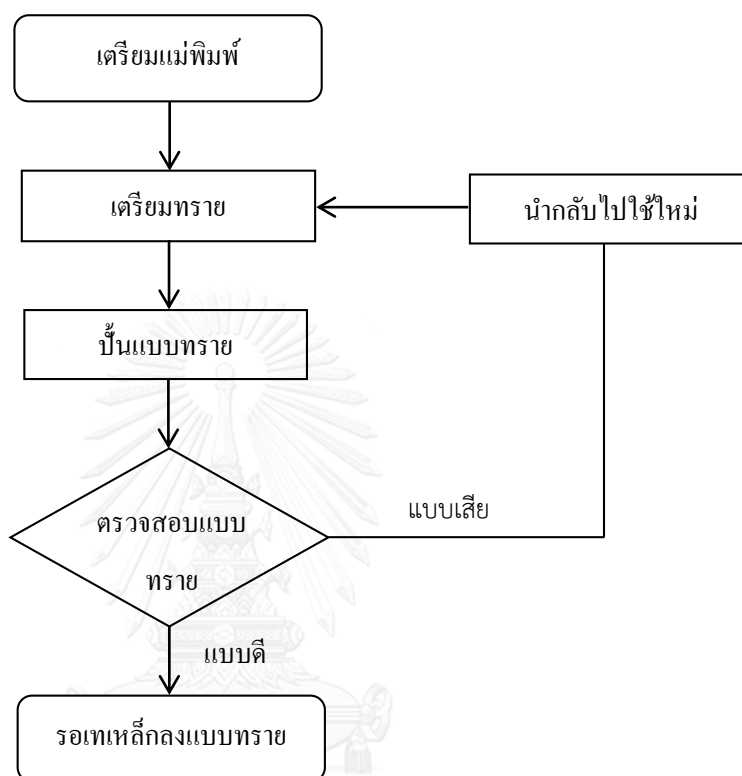 เตรียมแม่พิมพ์
เตรียมทราย
นำกลับไปใช้ใหม่
ปั้นแบบทราย
ตรวจสอบแบบ
ทราย
แบบเสีย
แบบดี
รอเทเหล็กลงแบบทราย